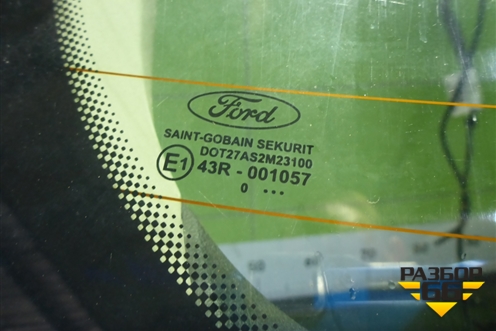 Ford
SAINT-GOBAIN SEKURIT
DOT27AS2M23100
E1 43R - 001057
0 ...
РАЗБОР
66